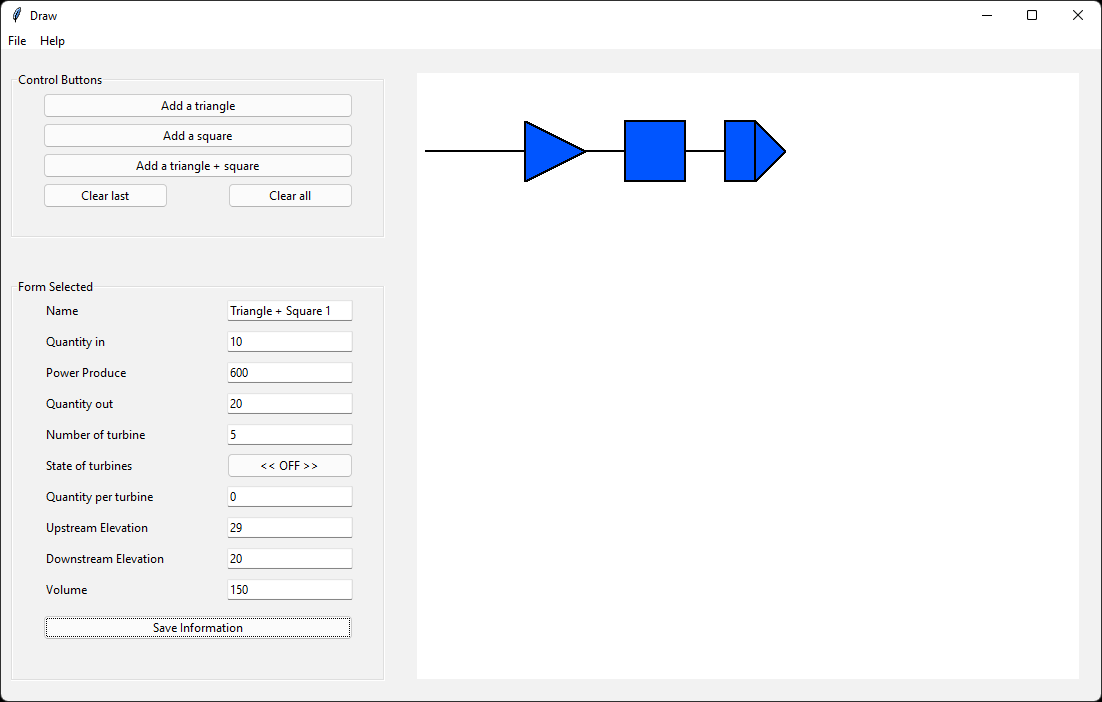 Draw
File Help
Control Buttons
Add a triangle
Add a square
Add a triangle + square
Clear last Clear all
Form Selected
Name Triangle + Square 1
Quantity in 10
Power Produce 600
Quantity out 20
Number of turbine 5
State of turbines << OFF >>
Quantity per turbine 0
Upstream Elevation 29
Downstream Elevation 20
Volume 150
Save Information